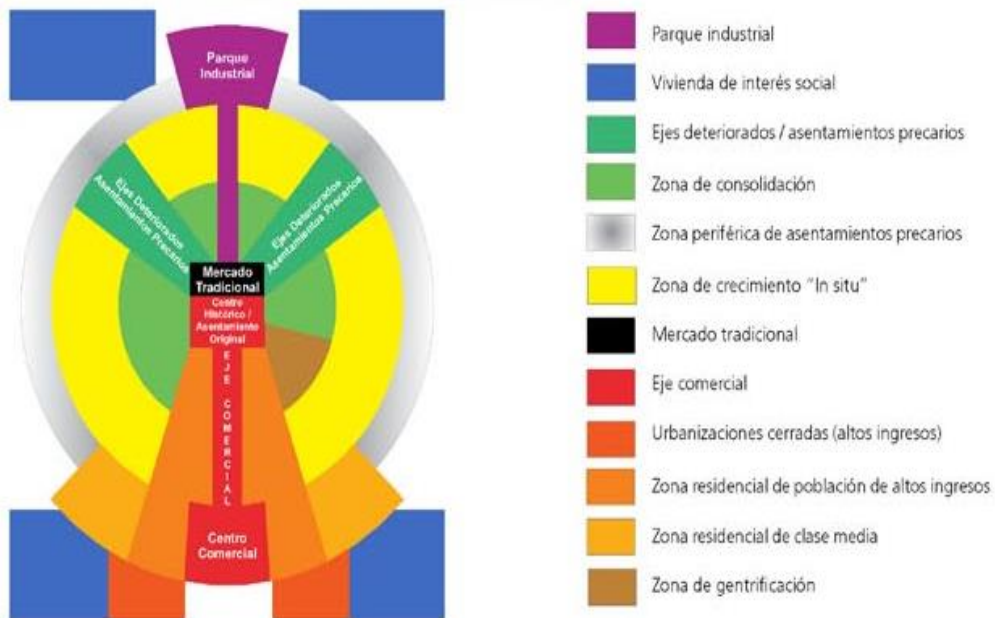 Parque
Industrial
Ejes Deteriorados
Asentamientos Precarios
Ejes Deteriorados
Asentamientos Precarios
Mercado
Tradicional
Centro
Histórico /
Asentamiento
Original
EJE COMERCIAL
Centro
Comercial
Parque industrial
Vivienda de interés social
Ejes deteriorados / asentamientos precarios
Zona de consolidación
Zona periférica de asentamientos precarios
Zona de crecimiento “In situ”
Mercado tradicional
Eje comercial
Urbanizaciones cerradas (altos ingresos)
Zona residencial de población de altos ingresos
Zona residencial de clase media
Zona de gentrificación